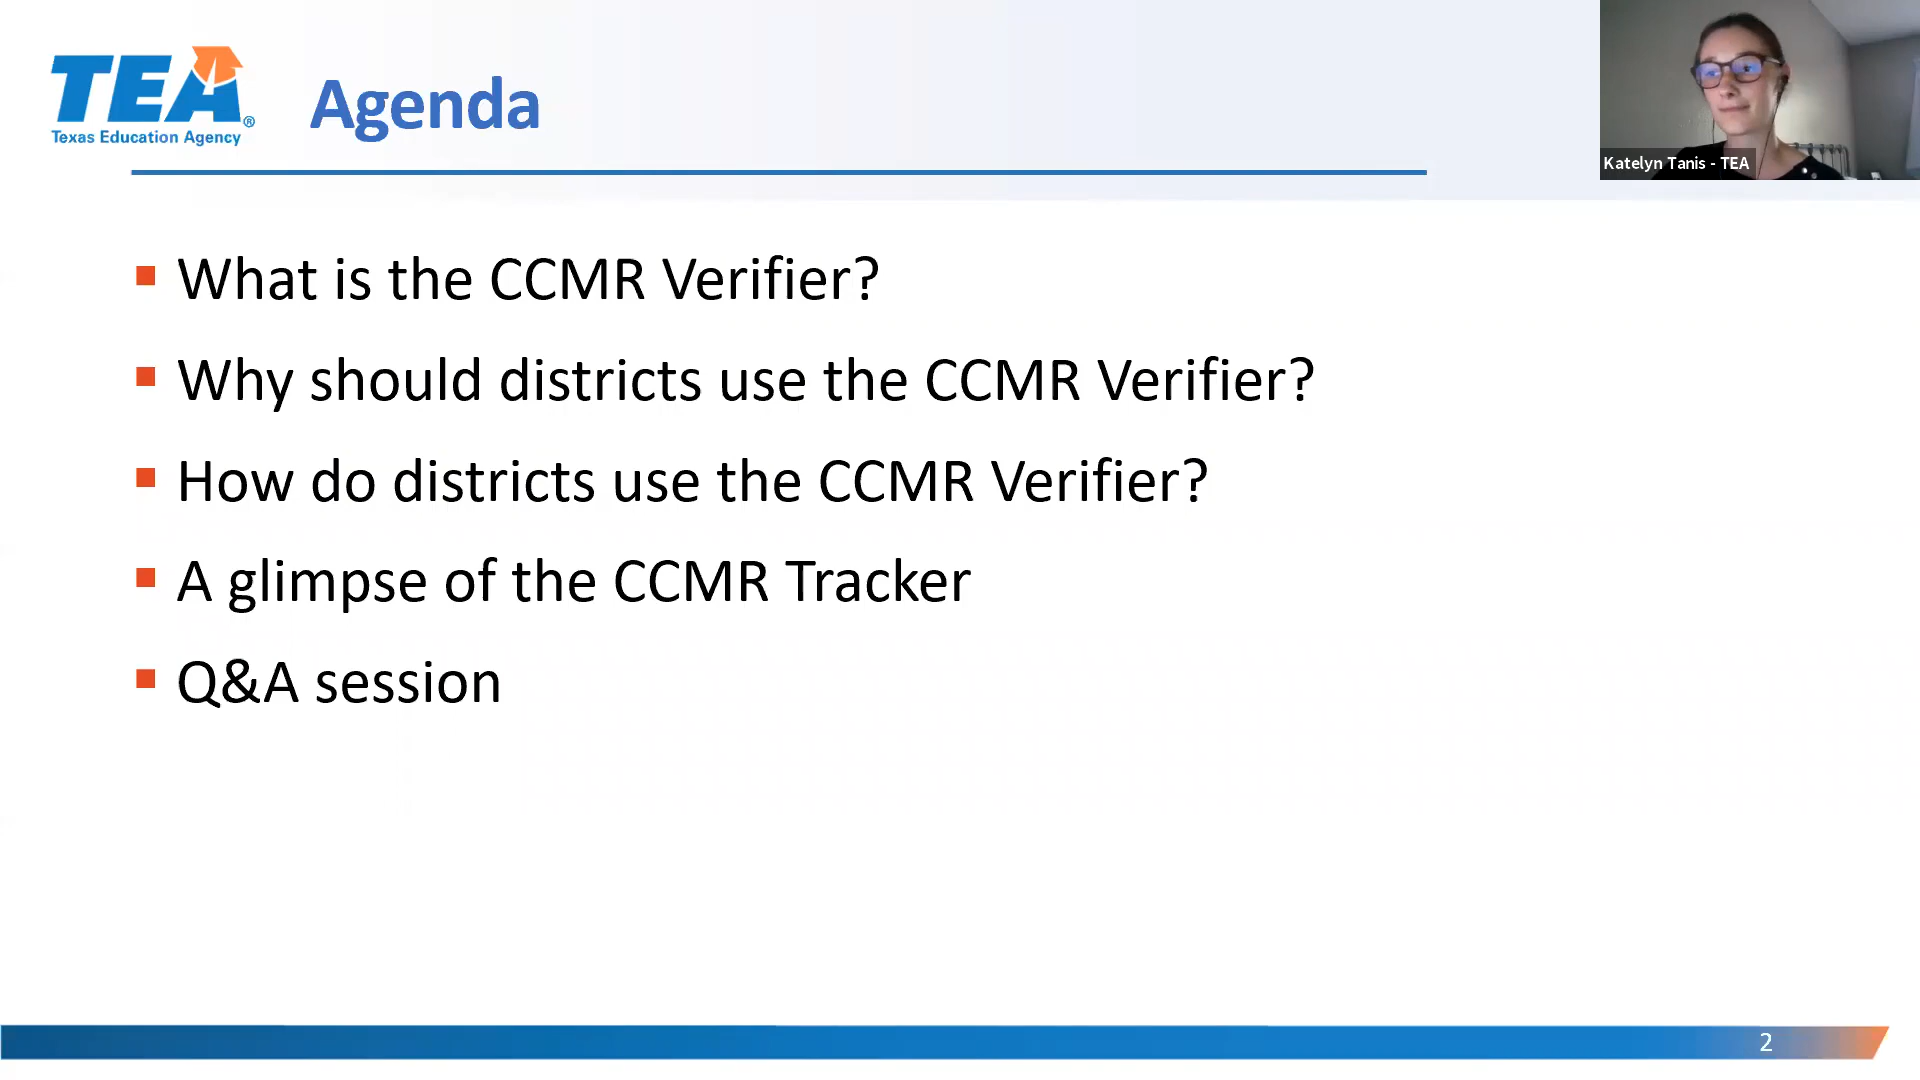 TEA®
Texas Education Agency
Agenda
Katelyn Tanis - TEA
What is the CCMR Verifier?
Why should districts use the CCMR Verifier?
How do districts use the CCMR Verifier?
A glimpse of the CCMR Tracker
Q&A session
2